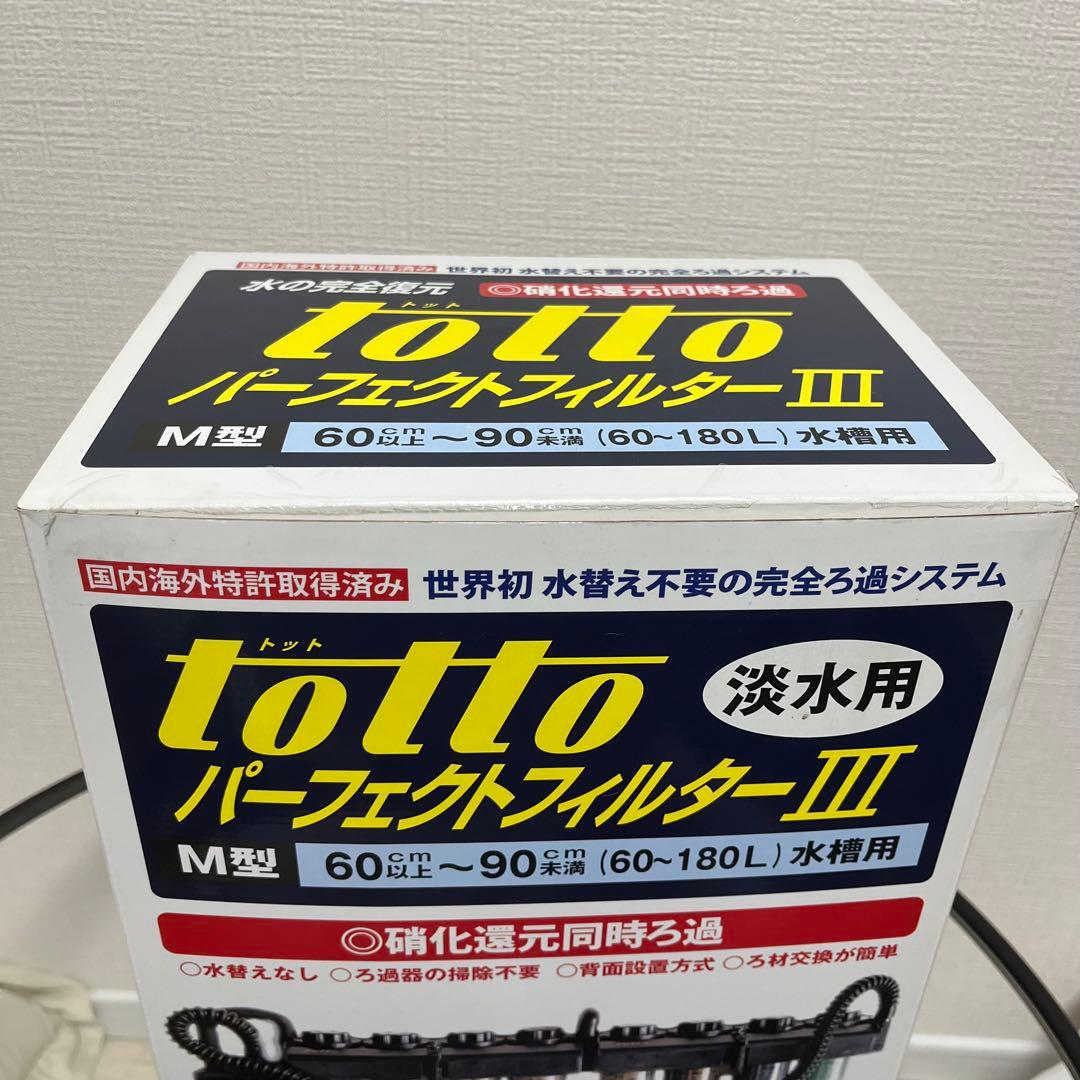 国内海外特許取得済み 世界初 水替え不要の完全ろ過システム
水の完全復元 ◎硝化還元同時ろ過
トット
totto
パーフェクトフィルターIII
M型 60cm以上～90cm未満(60~180L)水槽用
国内海外特許取得済み 世界初 水替え不要の完全ろ過システム
トット
totto 淡水用
パーフェクトフィルターIII
M型 60cm以上～90cm未満(60~180L)水槽用
◎硝化還元同時ろ過
○水替えなし ○ろ過器の掃除不要 ○背面設置方式 ○ろ材交換が簡単